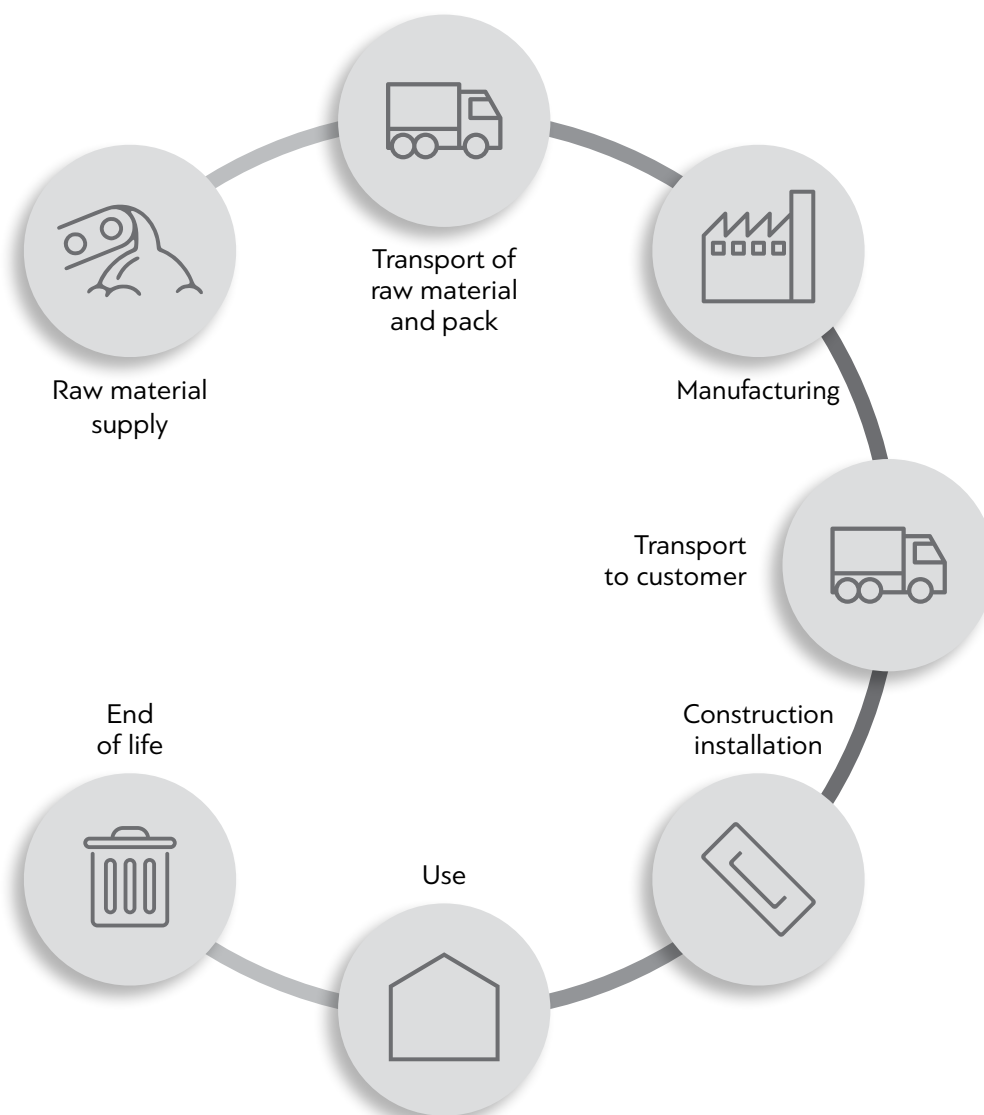 Raw material
supply
Transport of
raw material
and pack
Manufacturing
Transport
to customer
Construction
installation
Use
End
of life